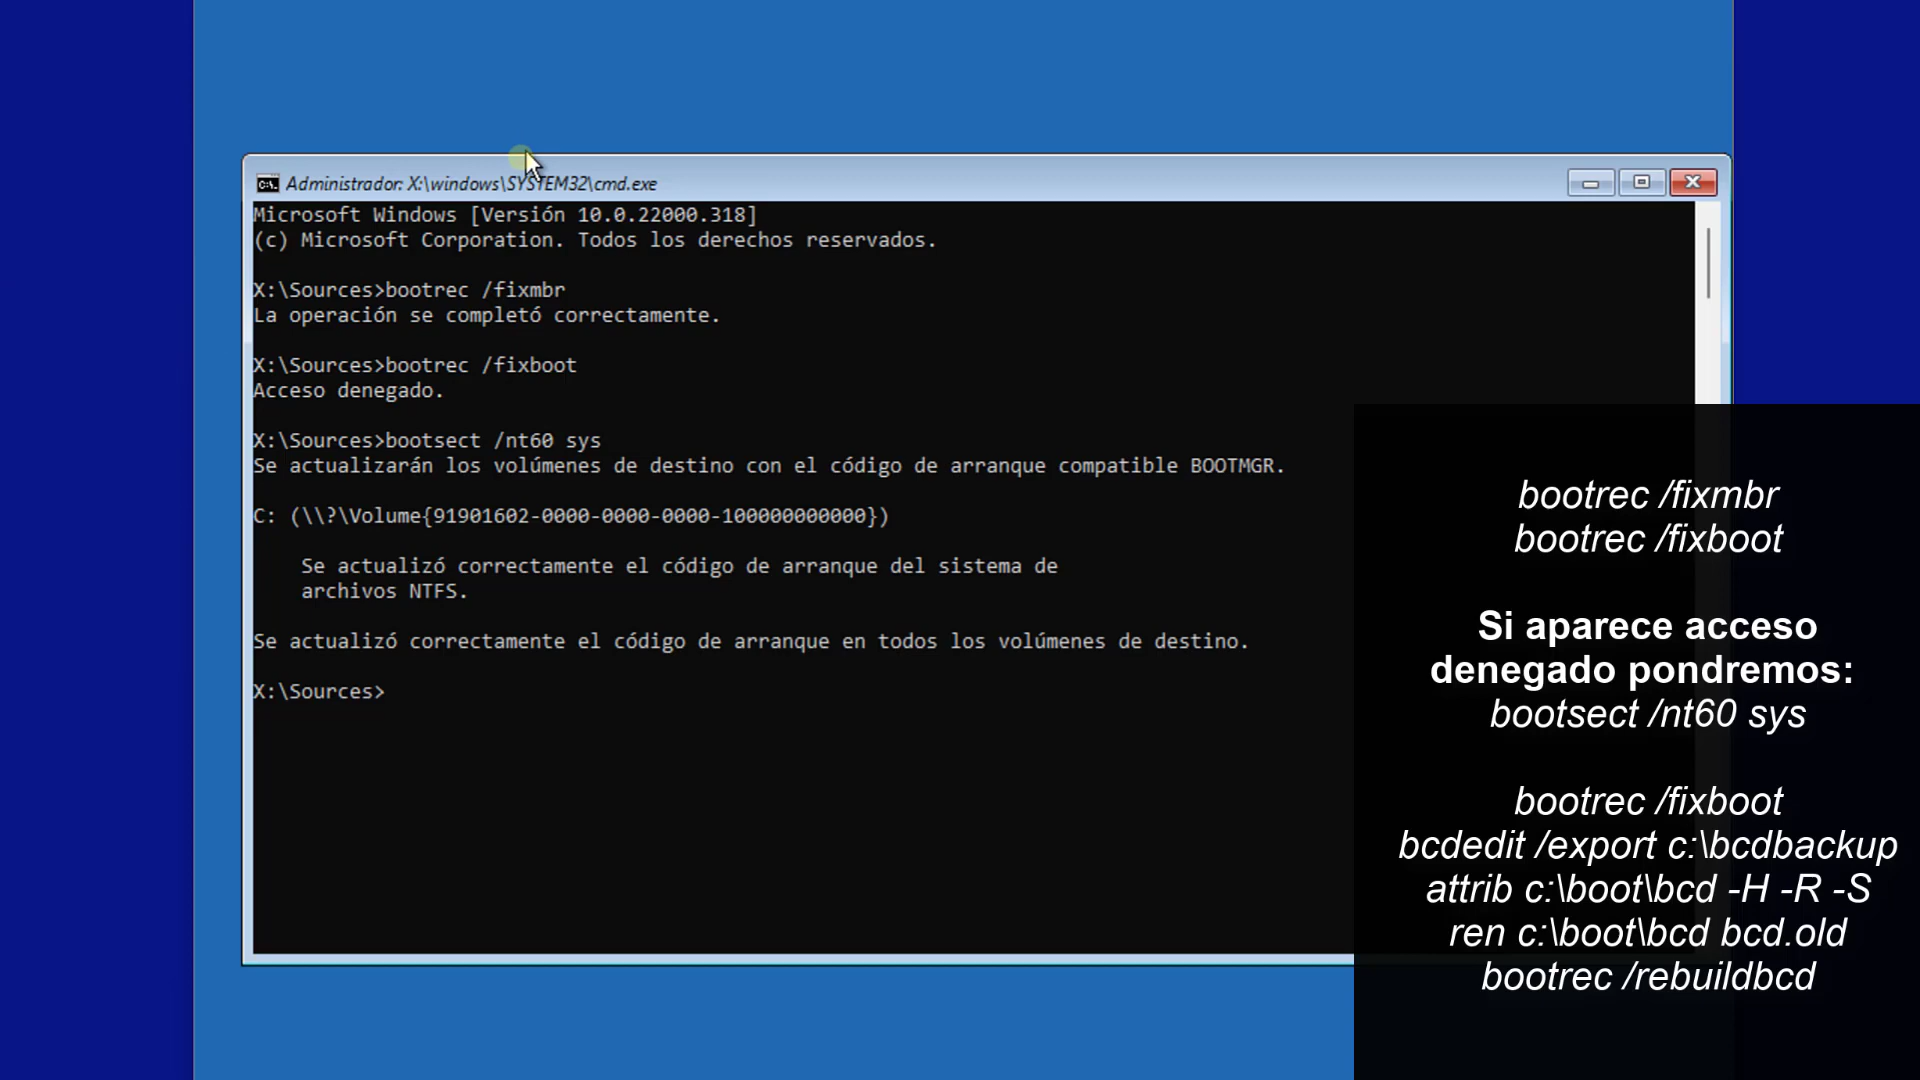 Administrador: X:\windows\SYSTEM32\cmd.exe
Microsoft Windows [Versión 10.0.22000.318]
(c) Microsoft Corporation. Todos los derechos reservados.
X:\Sources>bootrec /fixmbr
La operación se completó correctamente.
X:\Sources>bootrec /fixboot
Acceso denegado.
X:\Sources>bootsect /nt60 sys
Se actualizarán los volúmenes de destino con el código de arranque compatible BOOTMGR.
C: (\\?\Volume{91901602-0000-0000-0000-100000000000})
Se actualizó correctamente el código de arranque del sistema de
archivos NTFS.
Se actualizó correctamente el código de arranque en todos los volúmenes de destino.
X:\Sources>
bootrec /fixmbr
bootrec /fixboot
Si aparece acceso
denegado pondremos:
bootsect /nt60 sys
bootrec /fixboot
bcdedit /export c:\bcdbackup
attrib c:\boot\bcd -H -R -S
ren c:\boot\bcd bcd.old
bootrec /rebuildbcd